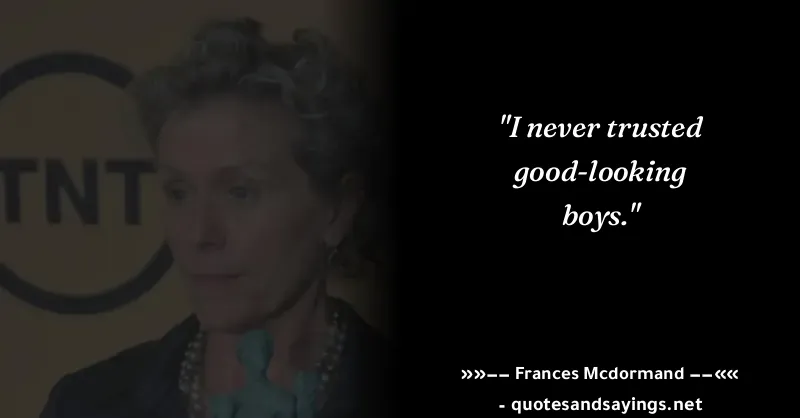 TNT
"I never trusted
good-looking
boys."
»»—— Frances Mcdormand ——««
- quotesandsayings.net